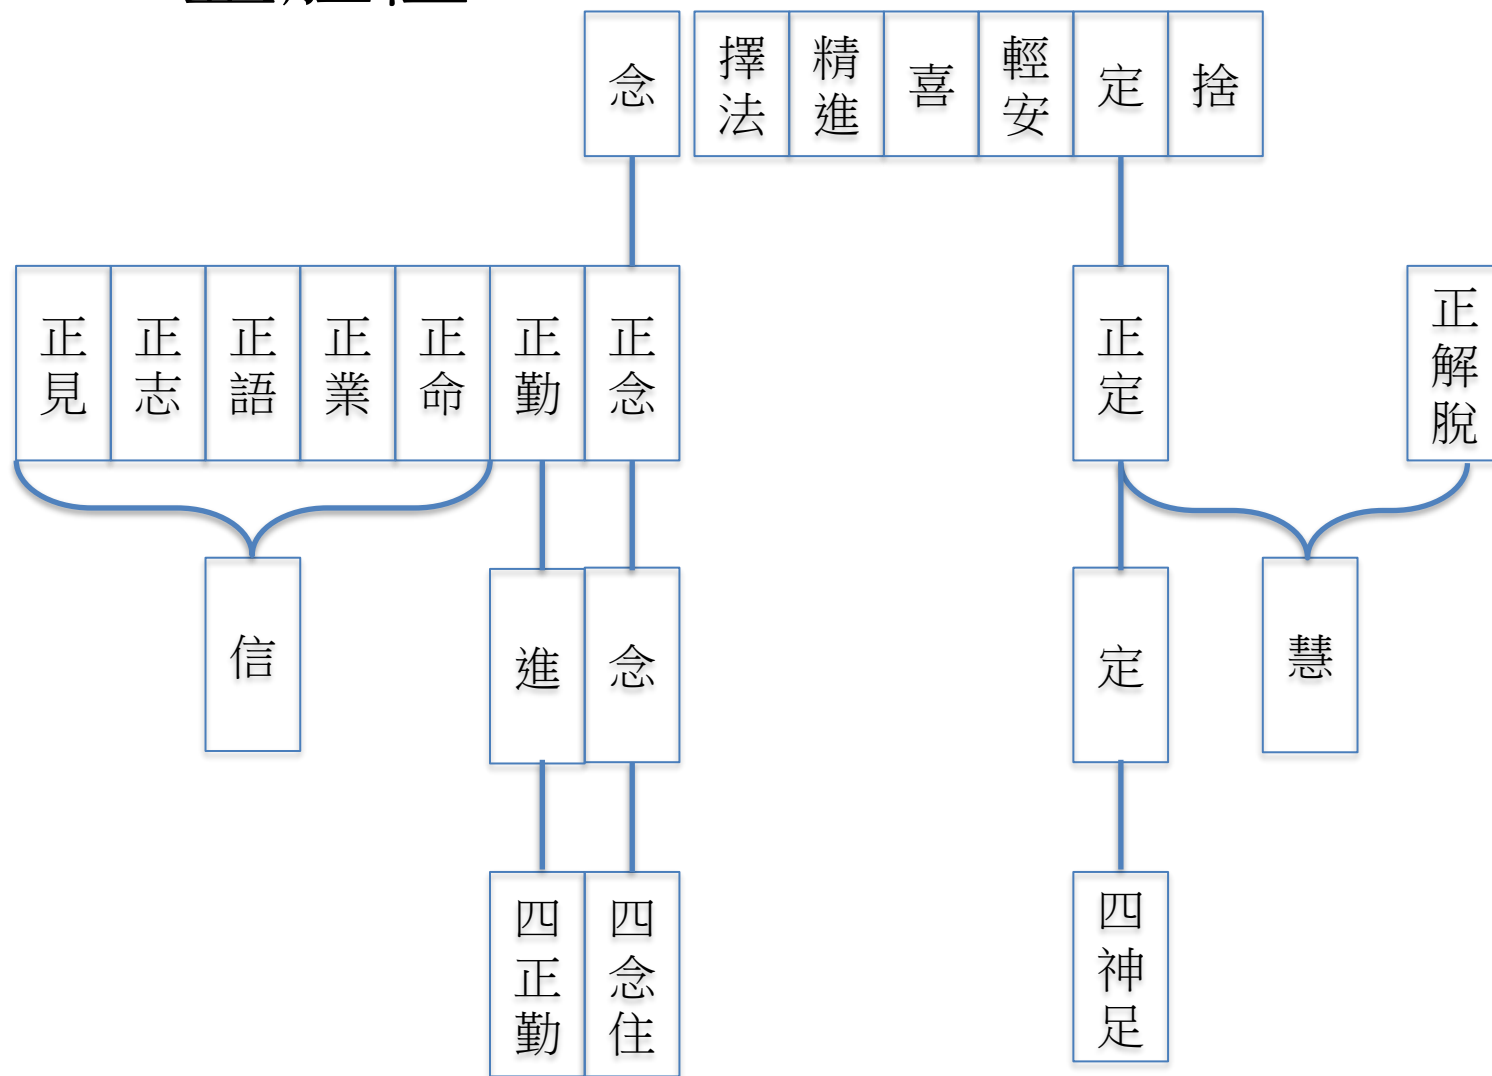 念
擇法
精進
喜
輕安
定
捨
正見
正志
正語
正業
正命
正勤
正念
正定
正解脫
信
進
念
定
慧
四正勤
四念住
四神足